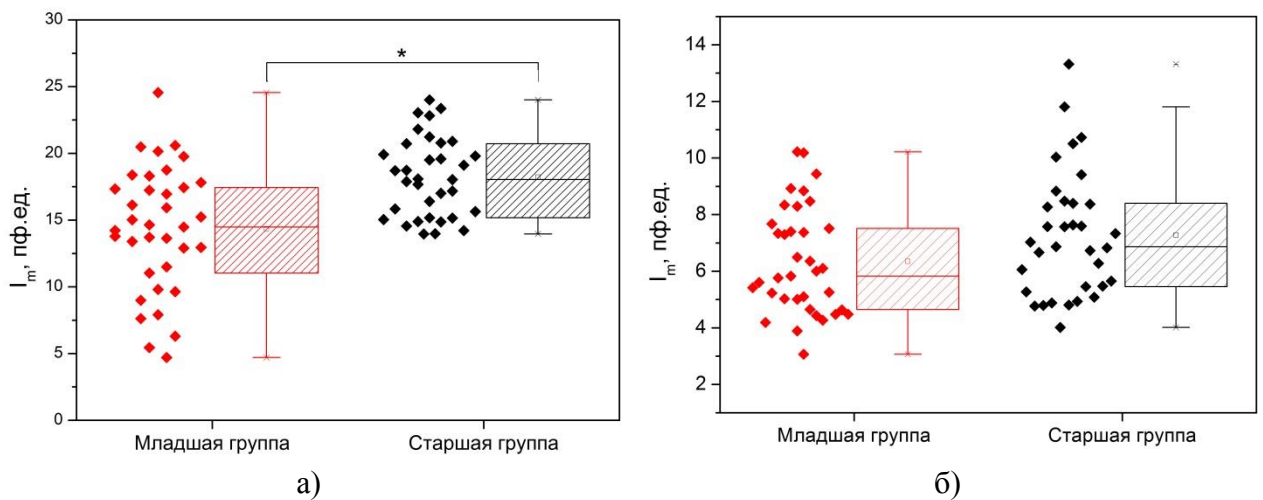 30
25
20
15
10
5
0
I_m, пф.ед.
*
Младшая группа
Старшая группа
а)
14
12
10
8
6
4
2
I_m, пф.ед.
Младшая группа
Старшая группа
б)